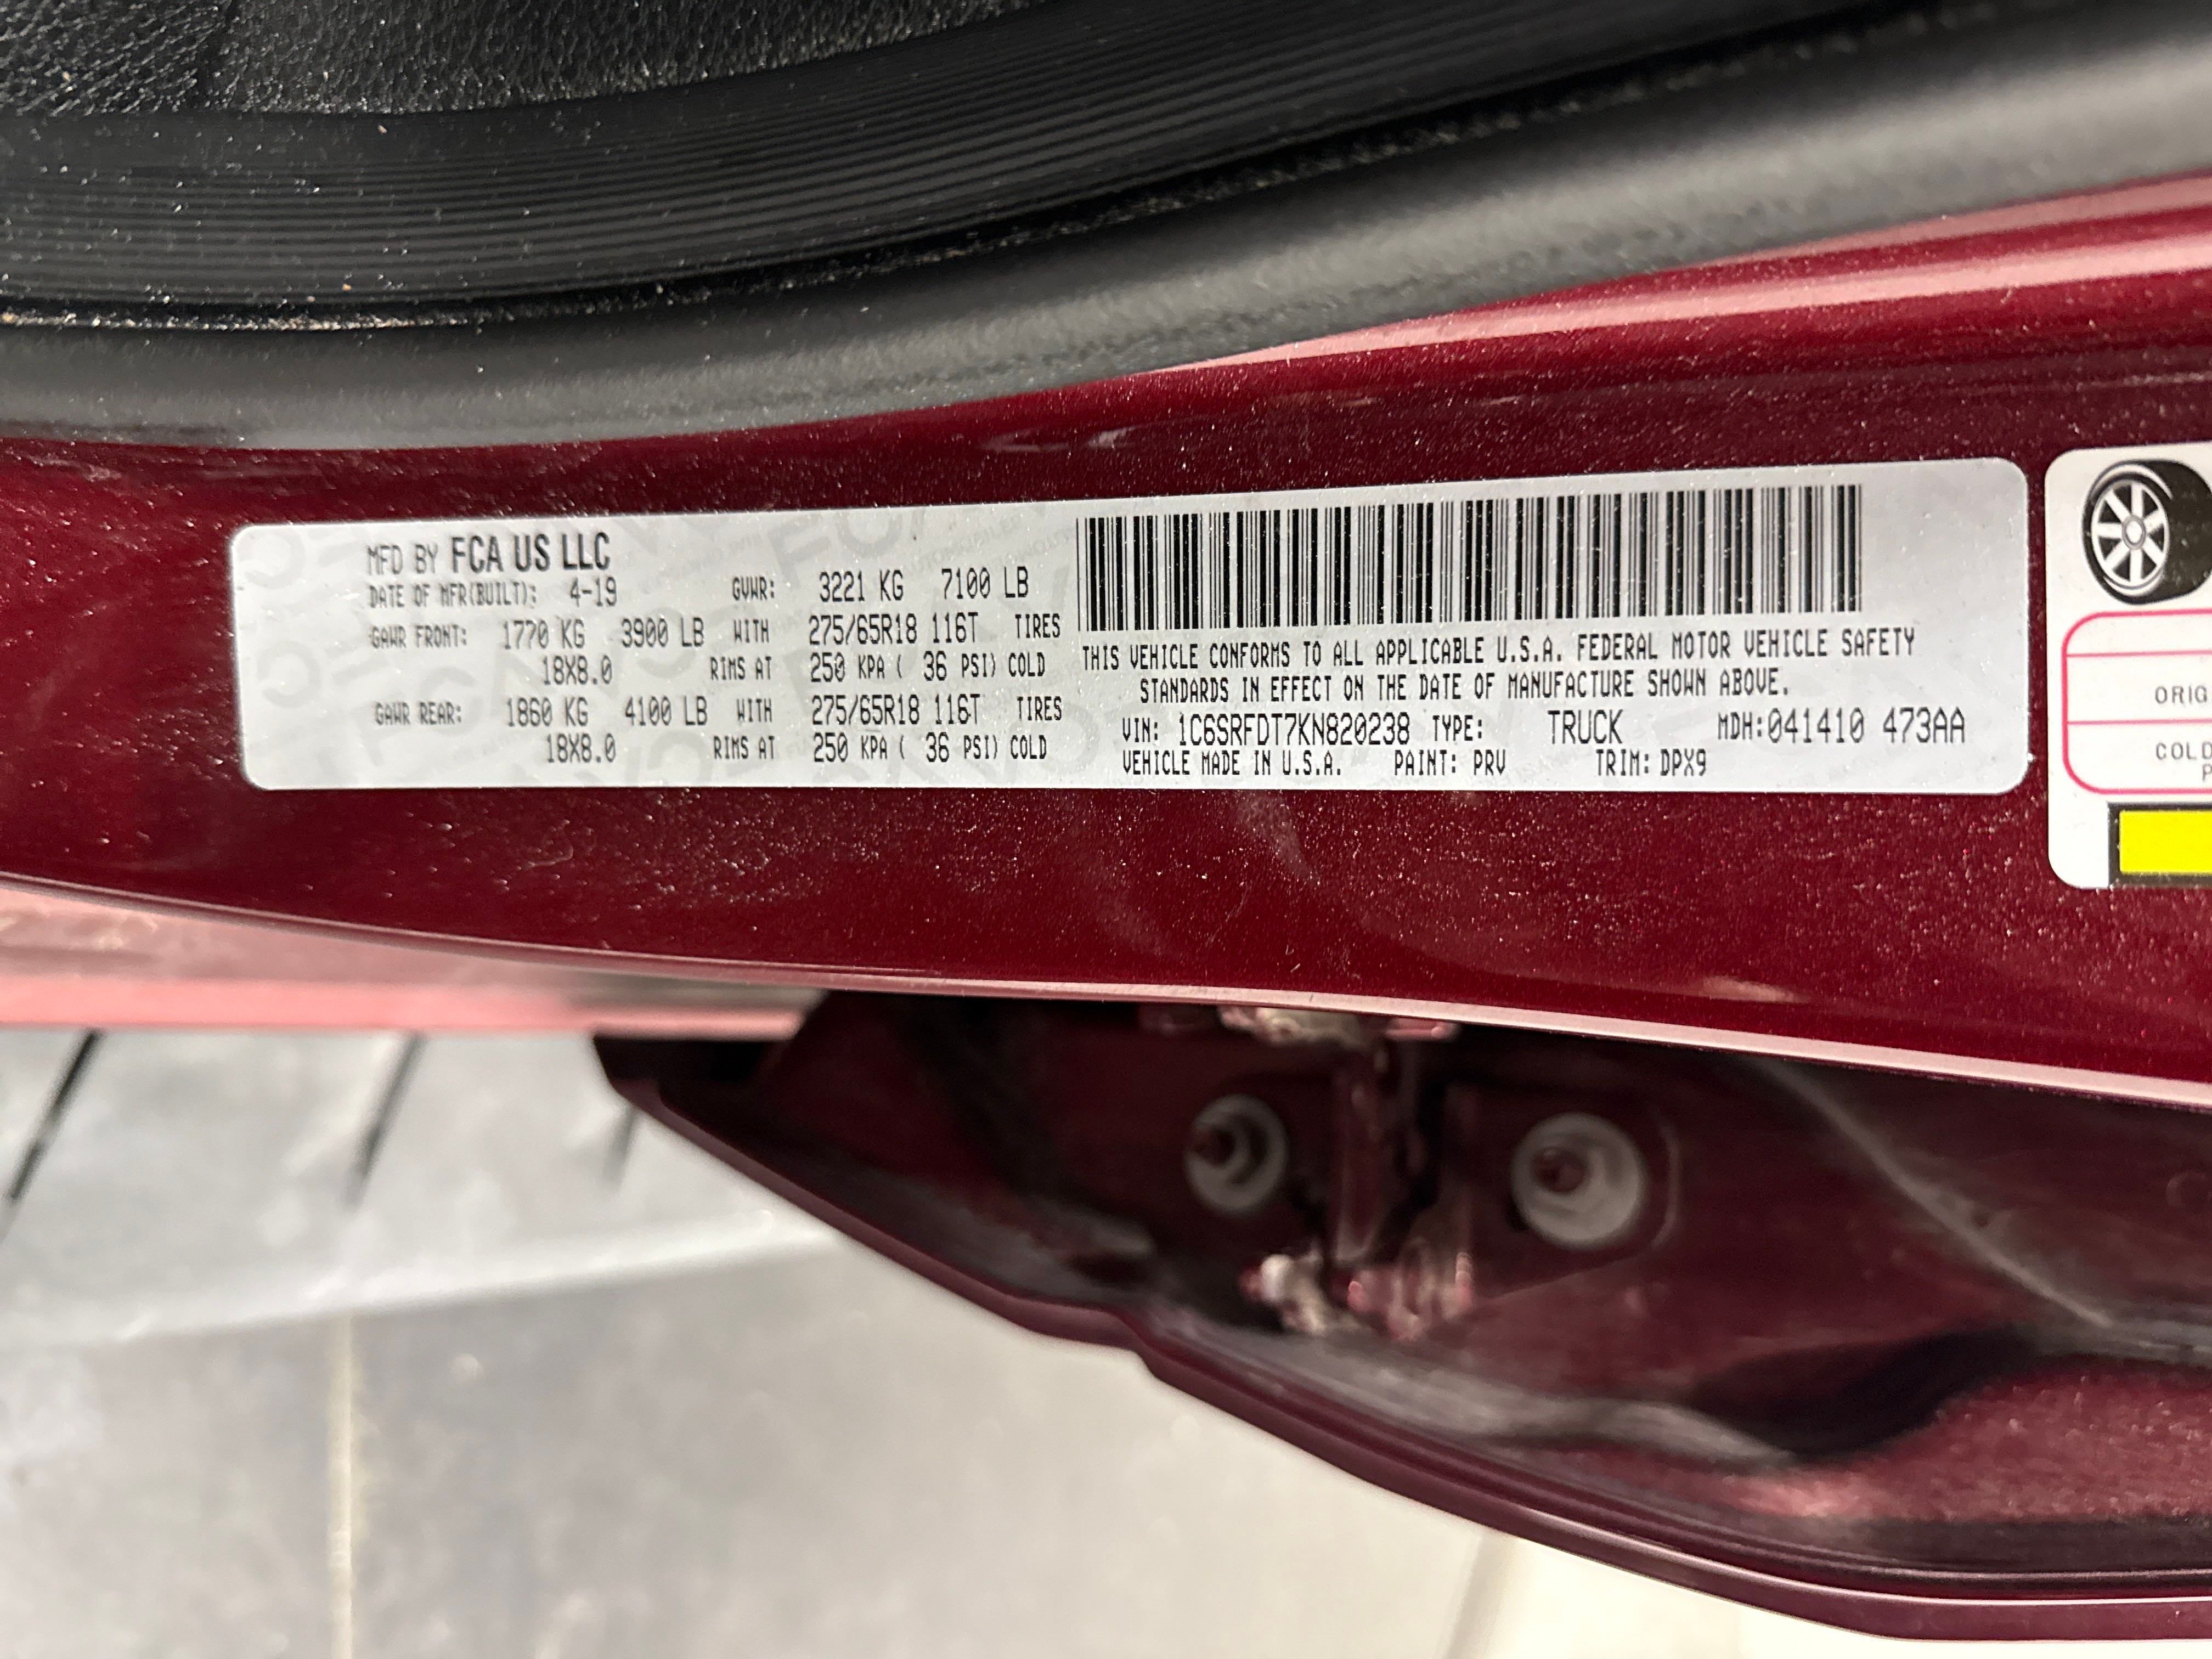 MFD BY FCA US LLC
DATE OF MFR(BUILT): 4-19 GVWR: 3221 KG 7100 LB
GAWR FRONT: 1770 KG 3900 LB WITH 275/65R18 116T TIRES
18X8.0 RIMS AT 250 KPA ( 36 PSI) COLD
GAWR REAR: 1860 KG 4100 LB WITH 275/65R18 116T TIRES
18X8.0 RIMS AT 250 KPA ( 36 PSI) COLD
THIS VEHICLE CONFORMS TO ALL APPLICABLE U.S.A. FEDERAL MOTOR VEHICLE SAFETY
STANDARDS IN EFFECT ON THE DATE OF MANUFACTURE SHOWN ABOVE.
VIN: 1C6SRFDT7KN820238 TYPE: TRUCK MDH:041410 473AA
VEHICLE MADE IN U.S.A. PAINT: PRV TRIM: DPX9
ORIG
COLD
P